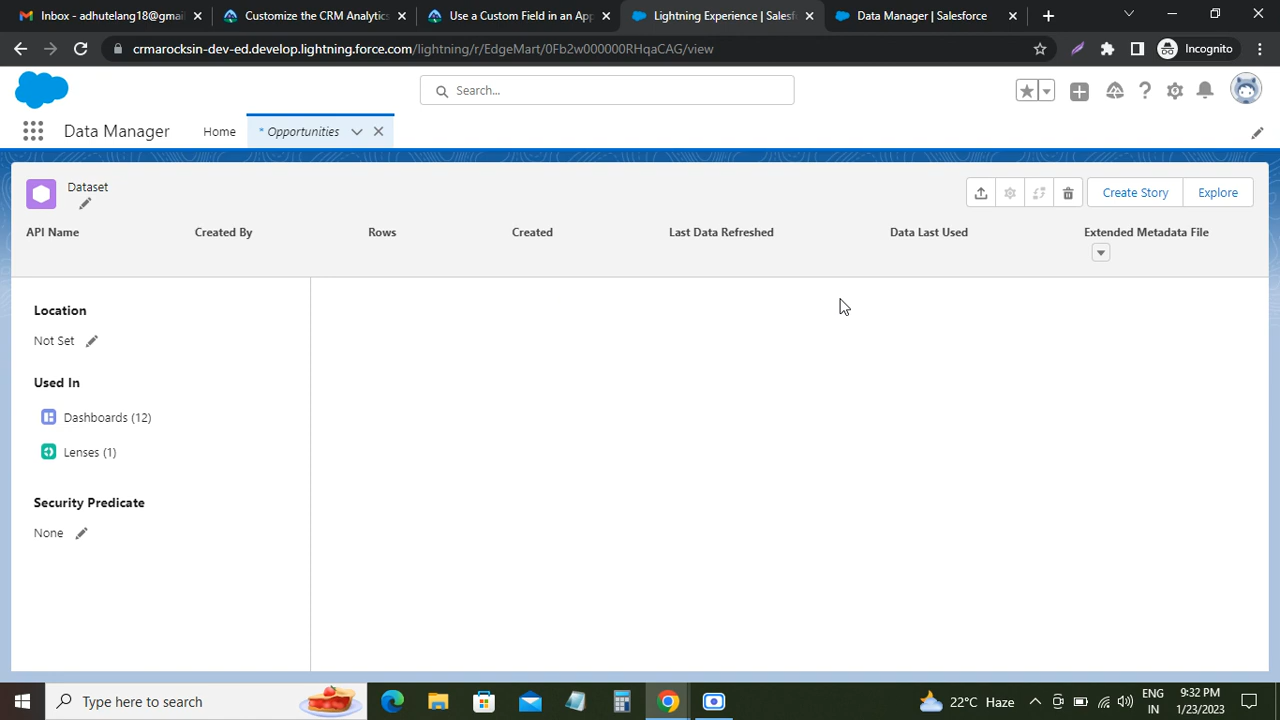 Inbox - adhutelang18@gmai
Customize the CRM Analytics
Use a Custom Field in an App
Lightning Experience | Salesf
Data Manager | Salesforce
crmarocksin-dev-ed.develop.lightning.force.com/lightning/r/EdgeMart/0Fb2w000000RHqaCAG/view
Incognito
Search...
Data Manager
Home
* Opportunities
Dataset
Create Story
Explore
API Name
Created By
Rows
Created
Last Data Refreshed
Data Last Used
Extended Metadata File
Location
Not Set
Used In
Dashboards (12)
Lenses (1)
Security Predicate
None
Type here to search
22°C Haze
ENG
IN
9:32 PM
1/23/2023